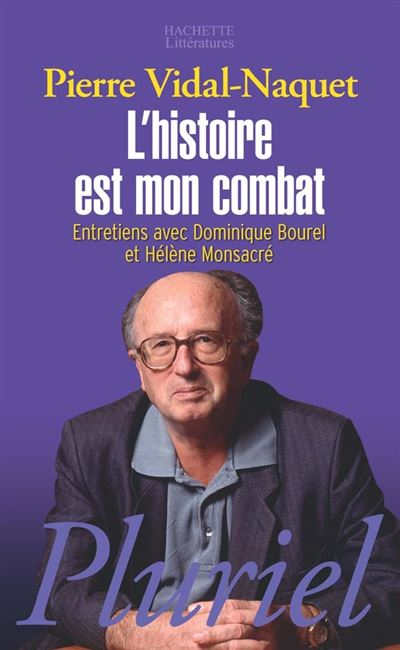 HACHETTE
Littératures
Pierre Vidal-Naquet
L'histoire
est mon combat
Entretiens avec Dominique Bourel
et Hélène Monsacré
Pluriel